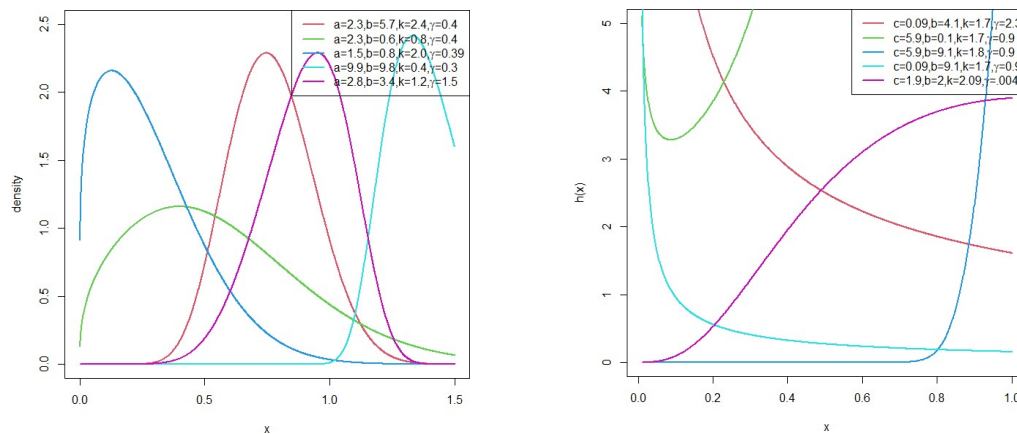 a=2.3,b=5.7,k=2.4,γ=0.4
a=2.3,b=0.6,k=0.8,γ=0.4
a=1.5,b=0.8,k=2.0,γ=0.39
a=9.9,b=9.8,k=0.4,γ=0.3
a=2.8,b=3.4,k=1.2,γ=1.5
density
0.0 0.5 1.0 1.5 2.0 2.5
0.0 0.5 1.0 1.5
x
c=0.09,b=4.1,k=1.7,γ=2.3
c=5.9,b=0.1,k=1.7,γ=0.9
c=5.9,b=9.1,k=1.8,γ=0.9
c=0.09,b=9.1,k=1.7,γ=0.9
c=1.9,b=2,k=2.09,γ=.004
h(x)
0 1 2 3 4 5
0.0 0.2 0.4 0.6 0.8 1.0
x